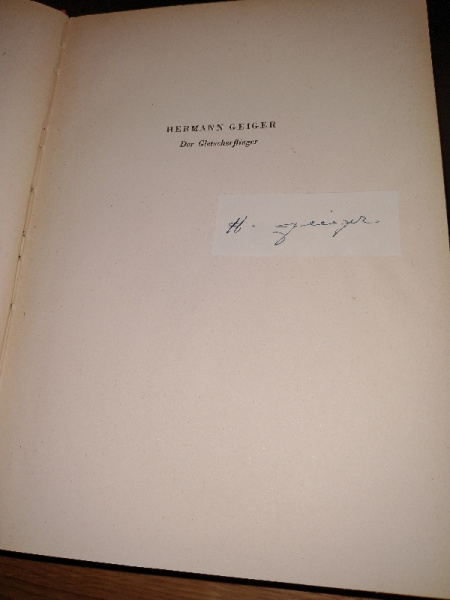 HERMANN GEIGER
Der Gletscherflieger
H. Geiger.